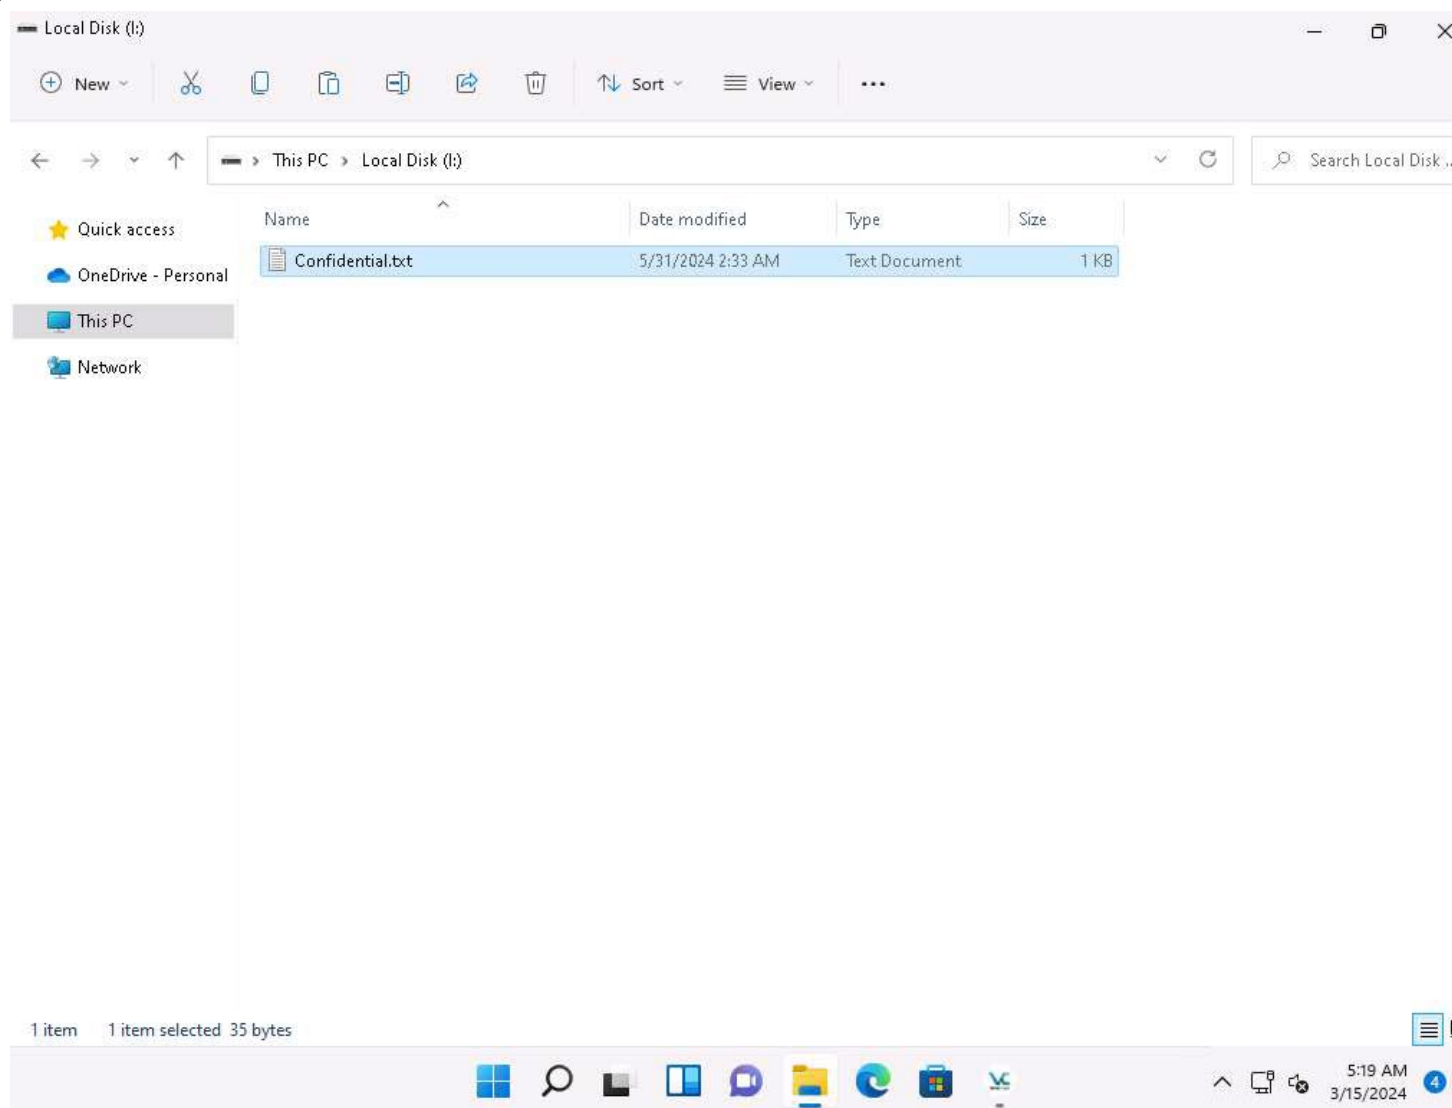 Local Disk (I:)
New
Sort
View
This PC > Local Disk (I:)
Search Local Disk ...
Quick access
OneDrive - Personal
This PC
Network
Name Date modified Type Size
Confidential.txt 5/31/2024 2:33 AM Text Document 1 KB
1 item 1 item selected 35 bytes
VC
5:19 AM
3/15/2024
4